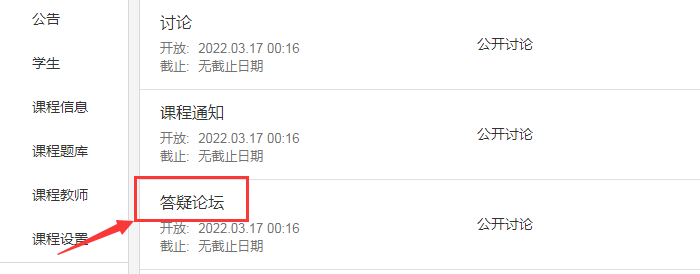 公告
学生
课程信息
课程题库
课程教师
课程设置
讨论
开放: 2022.03.17 00:16
截止: 无截止日期
公开讨论
课程通知
开放: 2022.03.17 00:16
截止: 无截止日期
公开讨论
答疑论坛
开放: 2022.03.17 00:16
截止: 无截止日期
公开讨论